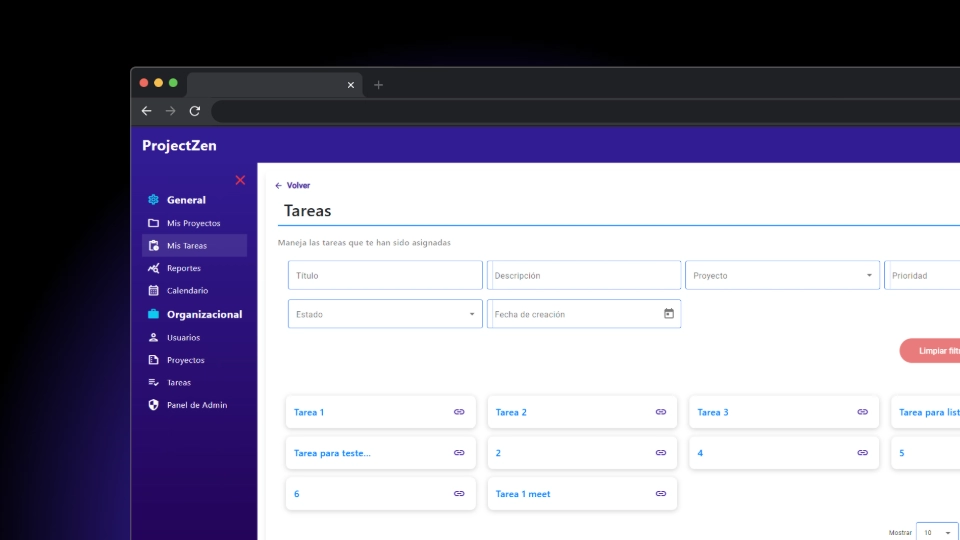 ProjectZen
General
Mis Proyectos
Mis Tareas
Reportes
Calendario
Organizacional
Usuarios
Proyectos
Tareas
Panel de Admin
Volver
Tareas
Maneja las tareas que te han sido asignadas
Título
Descripción
Proyecto
Prioridad
Estado
Fecha de creación
Limpiar filt
Tarea 1
Tarea 2
Tarea 3
Tarea para list
Tarea para teste...
2
4
5
6
Tarea 1 meet
Mostrar 10